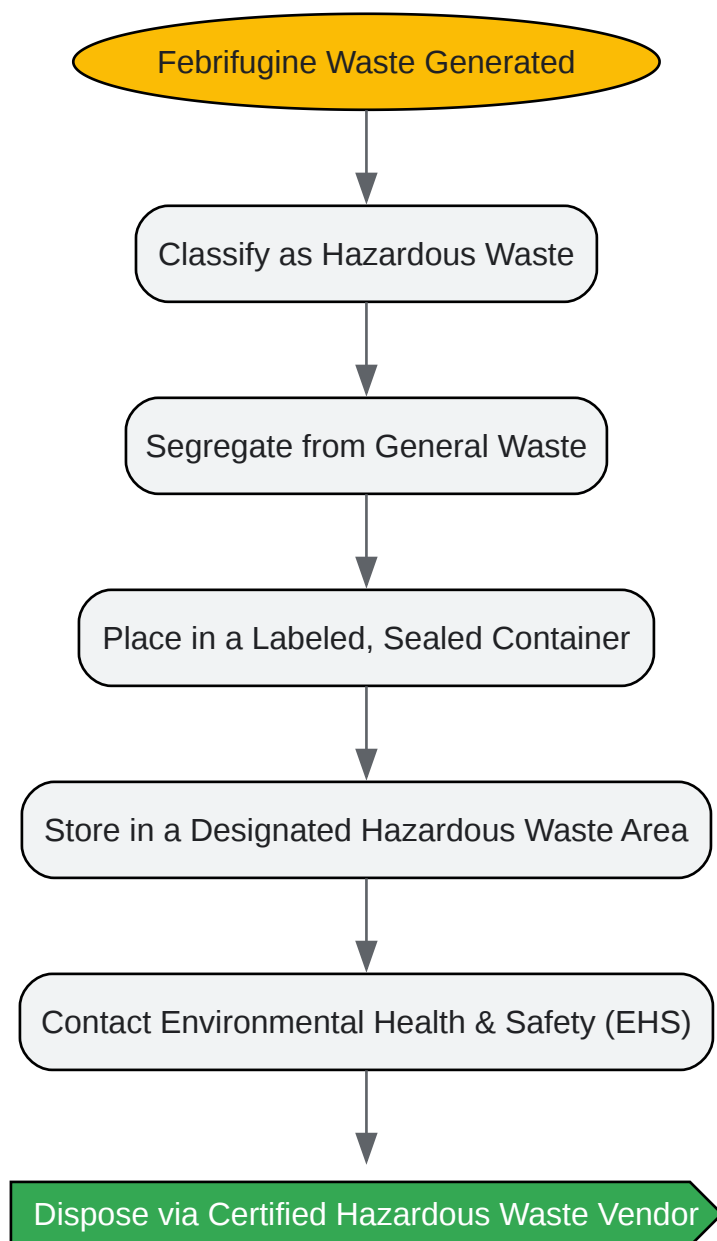 Febrifugine Waste Generated
Classify as Hazardous Waste
Segregate from General Waste
Place in a Labeled, Sealed Container
Store in a Designated Hazardous Waste Area
Contact Environmental Health & Safety (EHS)
Dispose via Certified Hazardous Waste Vendor